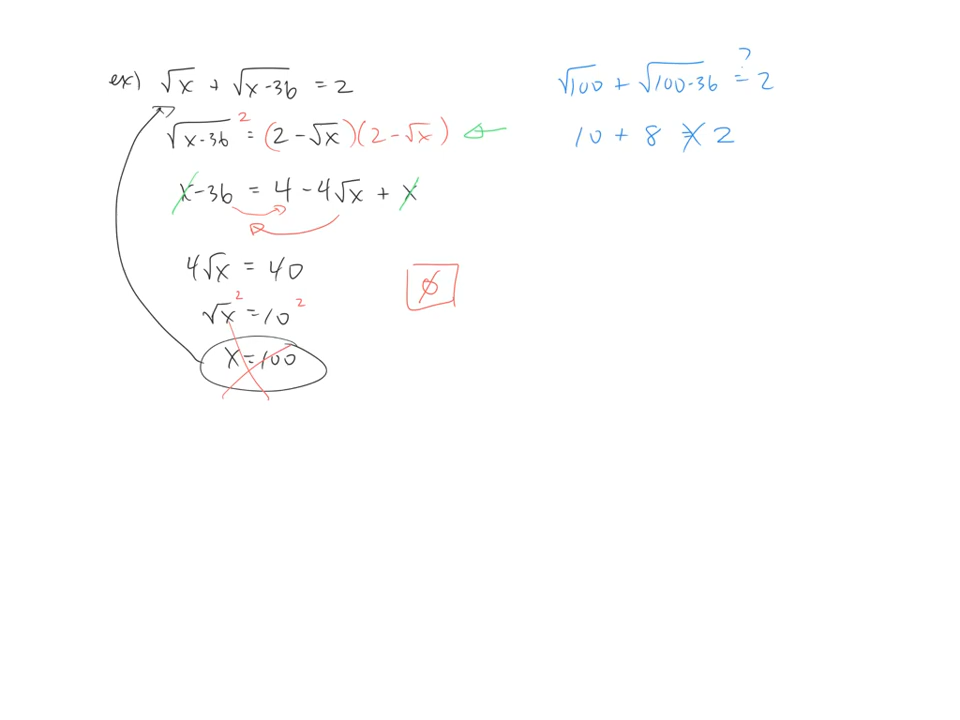 ex) √x + √(x-36) = 2
√(x-36)² = (2 - √x)(2 - √x)
x - 36 = 4 - 4√x + x
4√x = 40
√x² = 10²
x = 100
∅
√100 + √(100-36) ≟ 2
10 + 8 ≠ 2